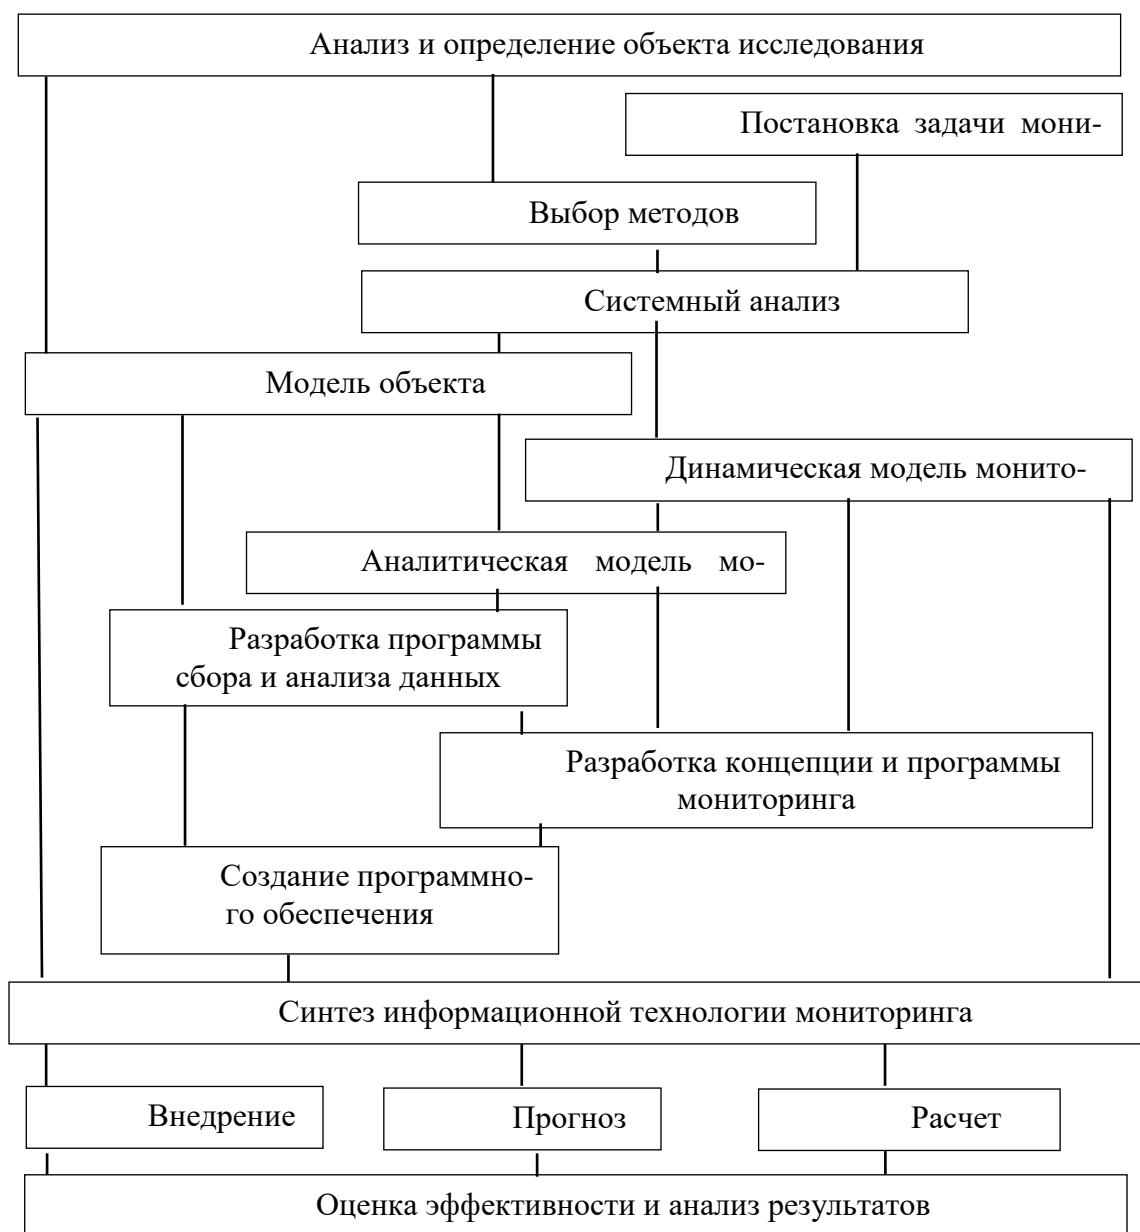 Анализ и определение объекта исследования
Постановка задачи мони-
Выбор методов
Системный анализ
Модель объекта
Динамическая модель монито-
Аналитическая модель мо-
Разработка программы
сбора и анализа данных
Разработка концепции и программы
мониторинга
Создание программно-
го обеспечения
Синтез информационной технологии мониторинга
Внедрение
Прогноз
Расчет
Оценка эффективности и анализ результатов